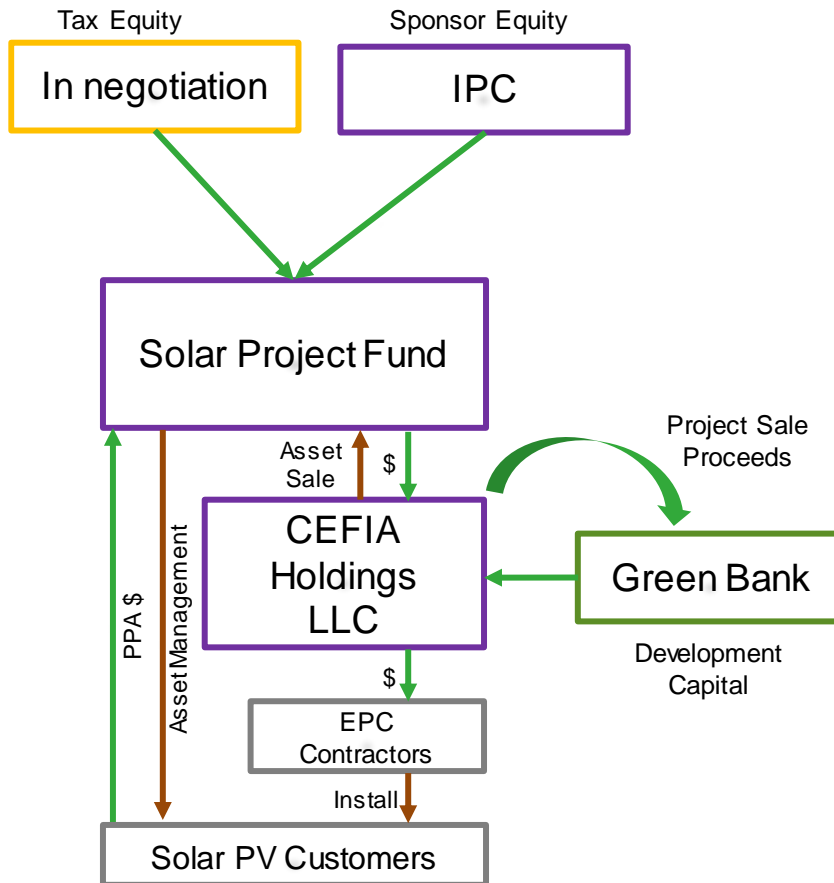 Tax Equity
Sponsor Equity
In negotiation
IPC
Solar Project Fund
Asset
Sale
$
Project Sale
Proceeds
CEFIA
Holdings
LLC
Green Bank
PPA $
Asset Management
Development
Capital
$
EPC
Contractors
Install
Solar PV Customers